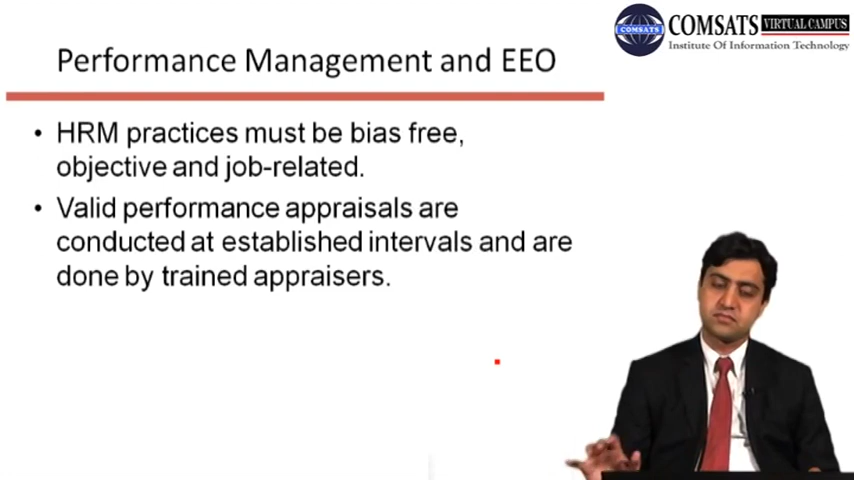 COMSATS VIRTUAL CAMPUS
COMSATS
Institute Of Information Technology
Performance Management and EEO
• HRM practices must be bias free,
objective and job-related.
• Valid performance appraisals are
conducted at established intervals and are
done by trained appraisers.